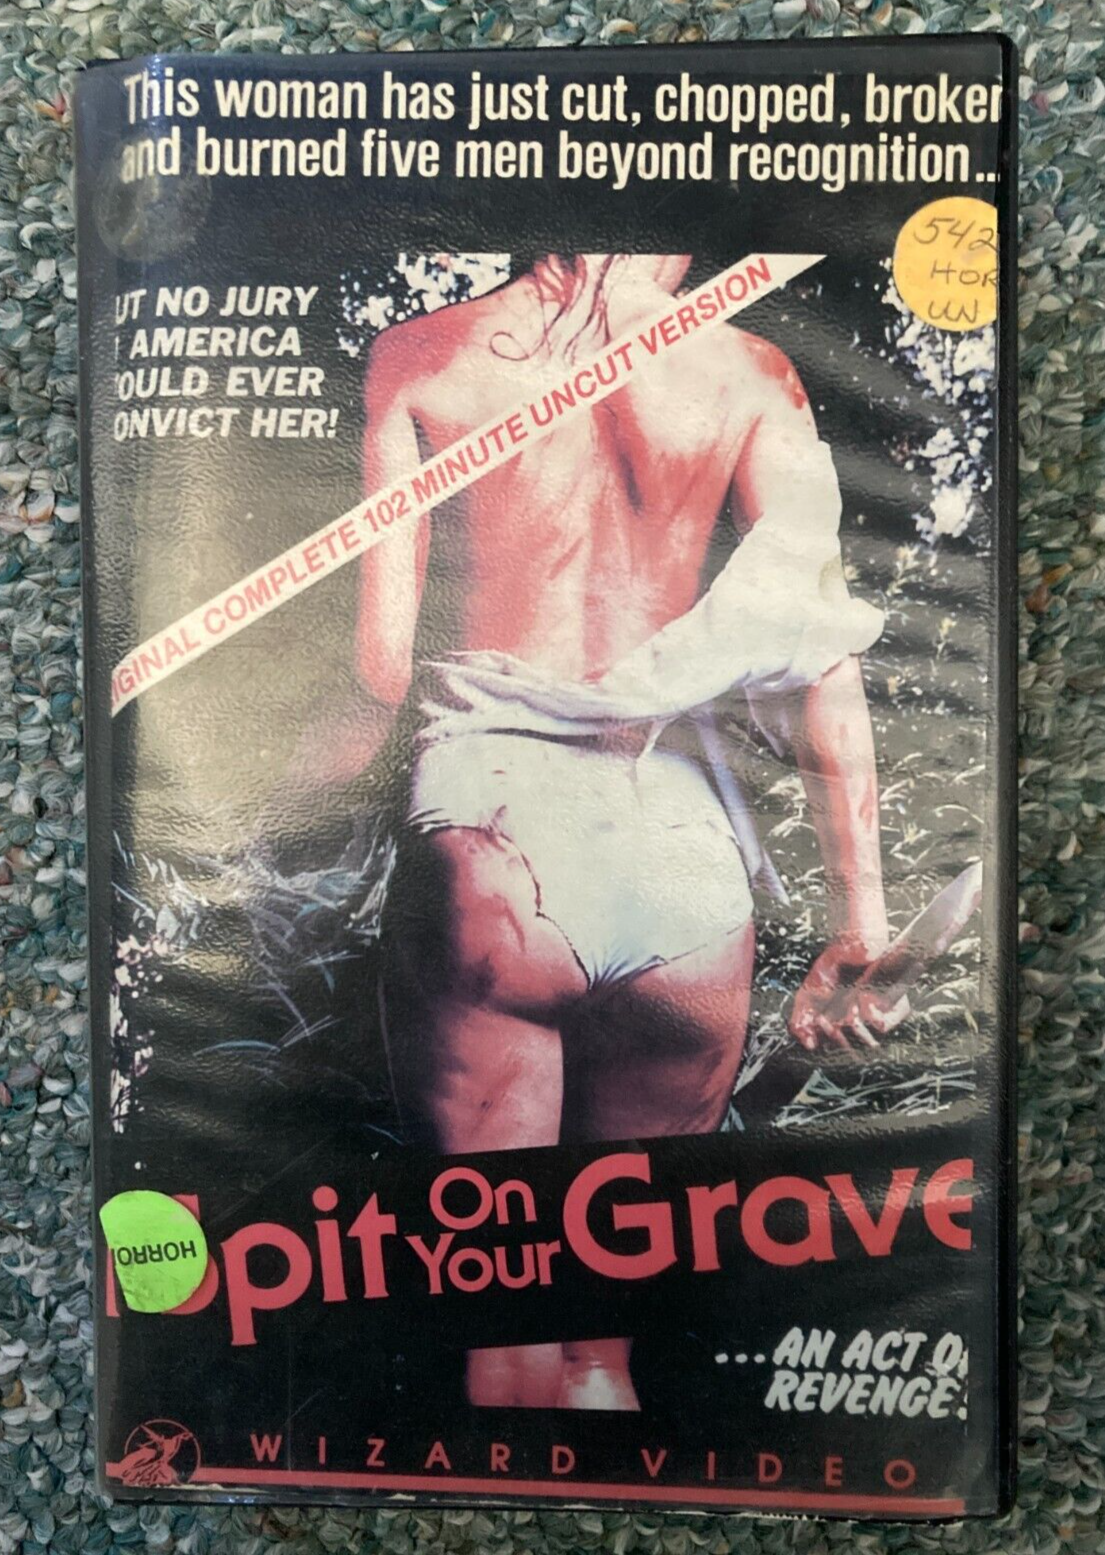 This woman has just cut, chopped, broken
and burned five men beyond recognition...
542
HOR
UN
UT NO JURY
AMERICA
OULD EVER
ONVICT HER!
IGINAL COMPLETE 102 MINUTE UNCUT VERSION
I Spit On Your Grave
HORROR
...AN ACT O
REVENGE!
WIZARD VIDEO